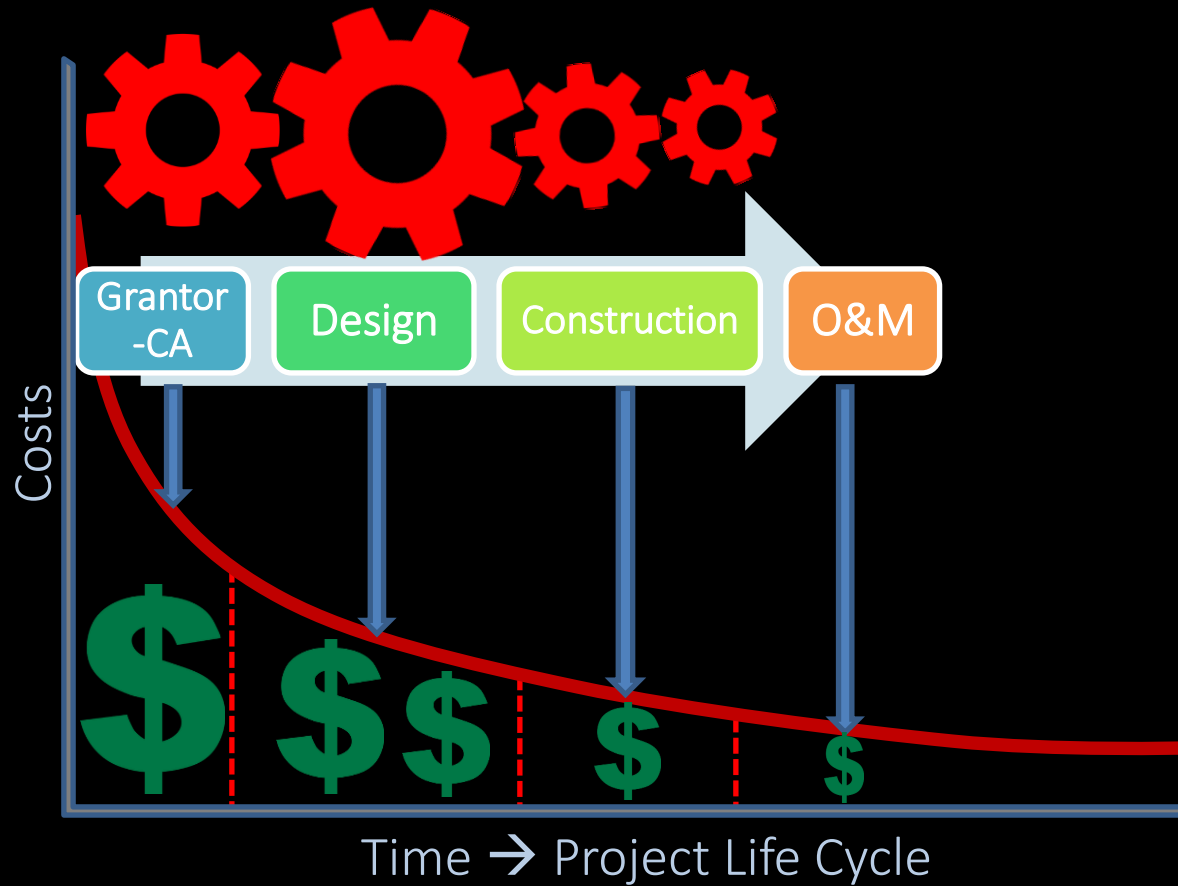 Grantor
-CA
Design
Construction
O&M
Costs
$
$
$
$
$
Time → Project Life Cycle